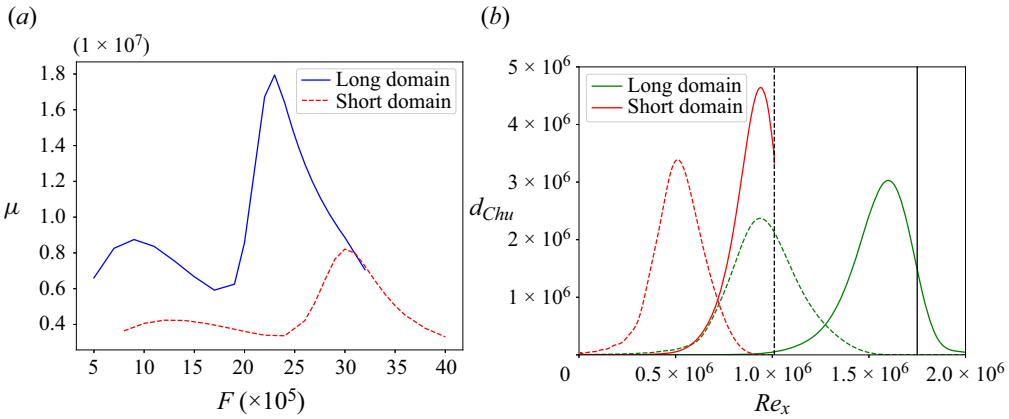 (a)
(1 × 10⁷)
1.8
1.6
1.4
1.2
1.0
0.8
0.6
0.4
μ
Long domain
Short domain
5 10 15 20 25 30 35 40
F (×10⁵)
(b)
5 × 10⁶
4 × 10⁶
3 × 10⁶
2 × 10⁶
1 × 10⁶
d_Chu
Long domain
Short domain
0 0.5 × 10⁶ 1.0 × 10⁶ 1.5 × 10⁶ 2.0 × 10⁶
Re_x